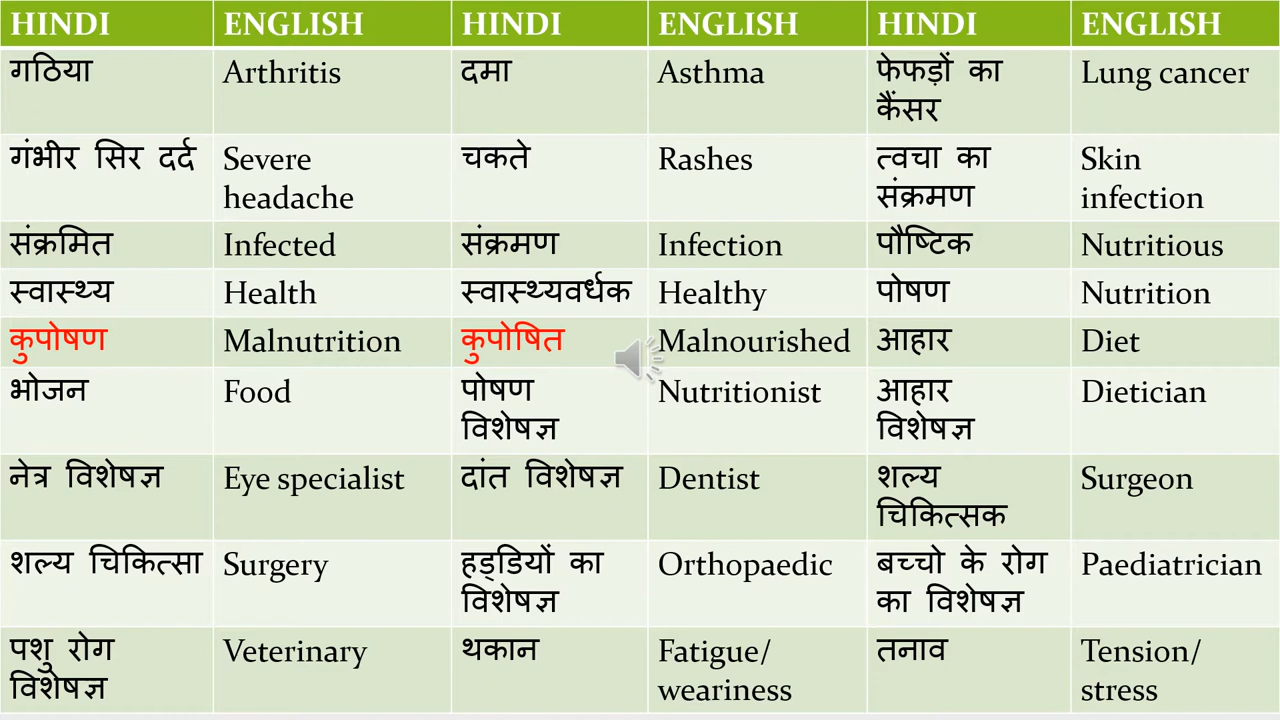 HINDI ENGLISH HINDI ENGLISH HINDI ENGLISH
गठिया Arthritis दमा Asthma फेफड़ों का Lung cancer
कैंसर
गंभीर सिर दर्द Severe चकते Rashes त्वचा का Skin
headache संक्रमण infection
संक्रमित Infected संक्रमण Infection पौष्टिक Nutritious
स्वास्थ्य Health स्वास्थ्यवर्धक Healthy पोषण Nutrition
कुपोषण Malnutrition कुपोषित Malnourished आहार Diet
भोजन Food पोषण Nutritionist आहार Dietician
विशेषज्ञ विशेषज्ञ
नेत्र विशेषज्ञ Eye specialist दांत विशेषज्ञ Dentist शल्य Surgeon
चिकित्सक
शल्य चिकित्सा Surgery हड्डियों का Orthopaedic बच्चो के रोग Paediatrician
विशेषज्ञ का विशेषज्ञ
पशु रोग Veterinary थकान Fatigue/ तनाव Tension/
विशेषज्ञ weariness stress